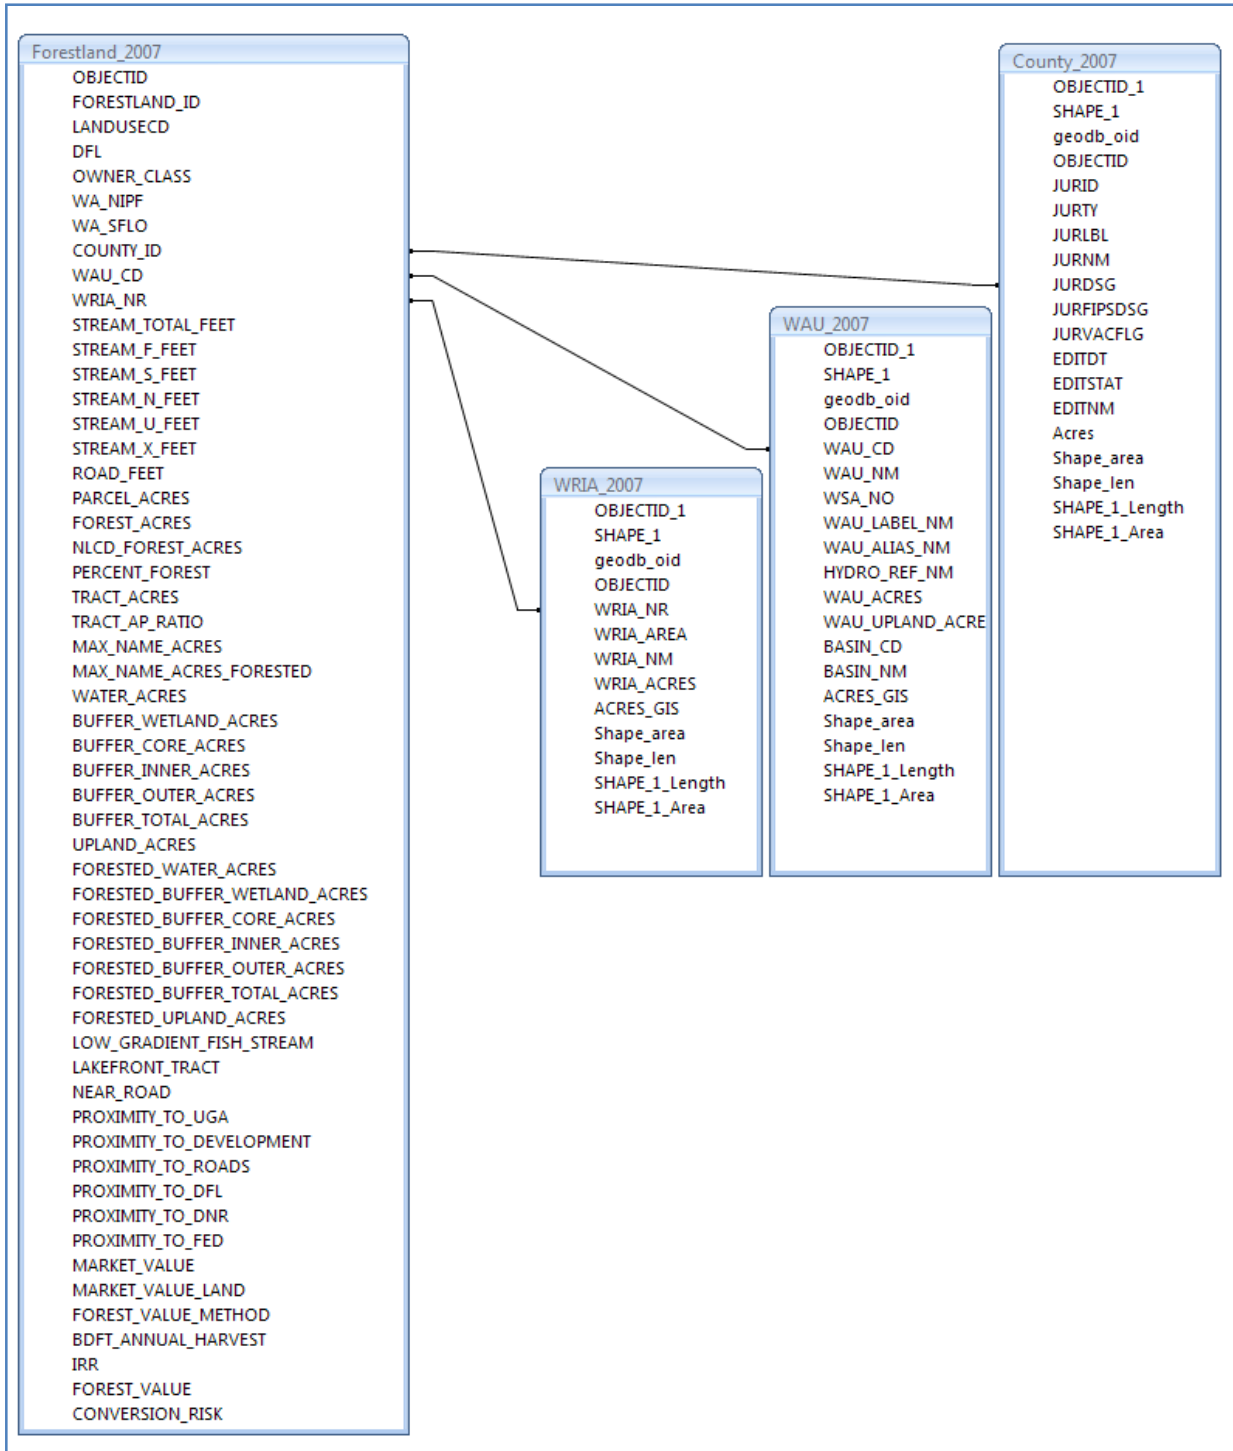 Forestland_2007
OBJECTID
FORESTLAND_ID
LANDUSECD
DFL
OWNER_CLASS
WA_NIPF
WA_SFLO
COUNTY_ID
WAU_CD
WRIA_NR
STREAM_TOTAL_FEET
STREAM_F_FEET
STREAM_S_FEET
STREAM_N_FEET
STREAM_U_FEET
STREAM_X_FEET
ROAD_FEET
PARCEL_ACRES
FOREST_ACRES
NLCD_FOREST_ACRES
PERCENT_FOREST
TRACT_ACRES
TRACT_AP_RATIO
MAX_NAME_ACRES
MAX_NAME_ACRES_FORESTED
WATER_ACRES
BUFFER_WETLAND_ACRES
BUFFER_CORE_ACRES
BUFFER_INNER_ACRES
BUFFER_OUTER_ACRES
BUFFER_TOTAL_ACRES
UPLAND_ACRES
FORESTED_WATER_ACRES
FORESTED_BUFFER_WETLAND_ACRES
FORESTED_BUFFER_CORE_ACRES
FORESTED_BUFFER_INNER_ACRES
FORESTED_BUFFER_OUTER_ACRES
FORESTED_BUFFER_TOTAL_ACRES
FORESTED_UPLAND_ACRES
LOW_GRADIENT_FISH_STREAM
LAKEFRONT_TRACT
NEAR_ROAD
PROXIMITY_TO_UGA
PROXIMITY_TO_DEVELOPMENT
PROXIMITY_TO_ROADS
PROXIMITY_TO_DFL
PROXIMITY_TO_DNR
PROXIMITY_TO_FED
MARKET_VALUE
MARKET_VALUE_LAND
FOREST_VALUE_METHOD
BDFT_ANNUAL_HARVEST
IRR
FOREST_VALUE
CONVERSION_RISK
WRIA_2007
OBJECTID_1
SHAPE_1
geodb_oid
OBJECTID
WRIA_NR
WRIA_AREA
WRIA_NM
WRIA_ACRES
ACRES_GIS
Shape_area
Shape_len
SHAPE_1_Length
SHAPE_1_Area
WAU_2007
OBJECTID_1
SHAPE_1
geodb_oid
OBJECTID
WAU_CD
WAU_NM
WSA_NO
WAU_LABEL_NM
WAU_ALIAS_NM
HYDRO_REF_NM
WAU_ACRES
WAU_UPLAND_ACRE
BASIN_CD
BASIN_NM
ACRES_GIS
Shape_area
Shape_len
SHAPE_1_Length
SHAPE_1_Area
County_2007
OBJECTID_1
SHAPE_1
geodb_oid
OBJECTID
JURID
JURTY
JURLBL
JURNM
JURDSG
JURFIPSDSG
JURVACFLG
EDITDT
EDITSTAT
EDITNM
Acres
Shape_area
Shape_len
SHAPE_1_Length
SHAPE_1_Area